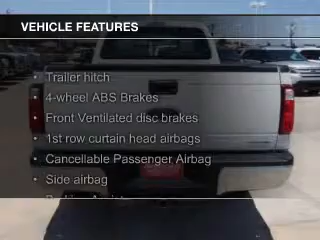 VEHICLE FEATURES
• Trailer hitch
• 4-wheel ABS Brakes
• Front Ventilated disc brakes
• 1st row curtain head airbags
• Cancellable Passenger Airbag
• Side airbag